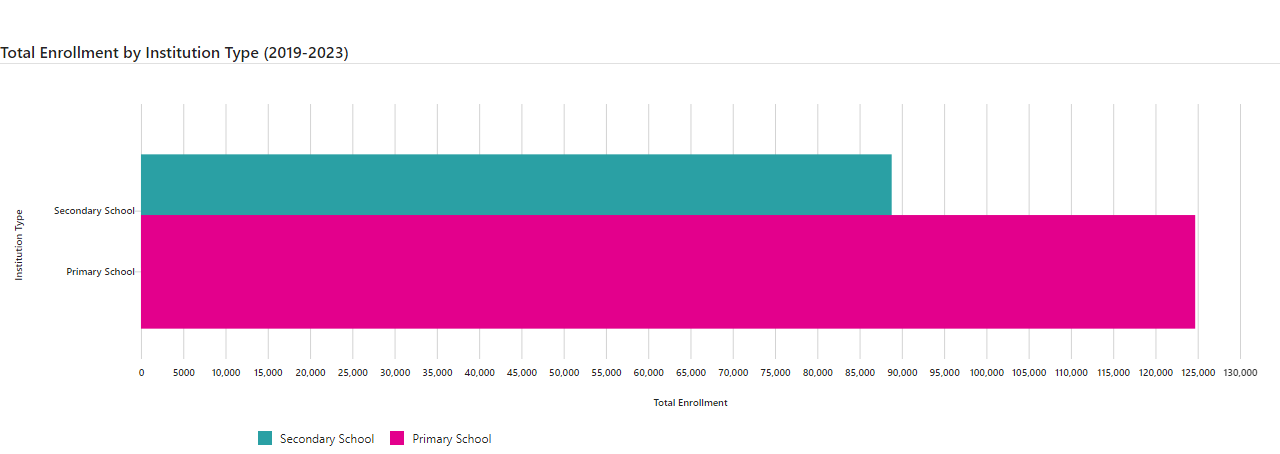 Total Enrollment by Institution Type (2019-2023)
Institution Type
Secondary School
Primary School
0 5000 10,000 15,000 20,000 25,000 30,000 35,000 40,000 45,000 50,000 55,000 60,000 65,000 70,000 75,000 80,000 85,000 90,000 95,000 100,000 105,000 110,000 115,000 120,000 125,000 130,000
Total Enrollment
Secondary School Primary School